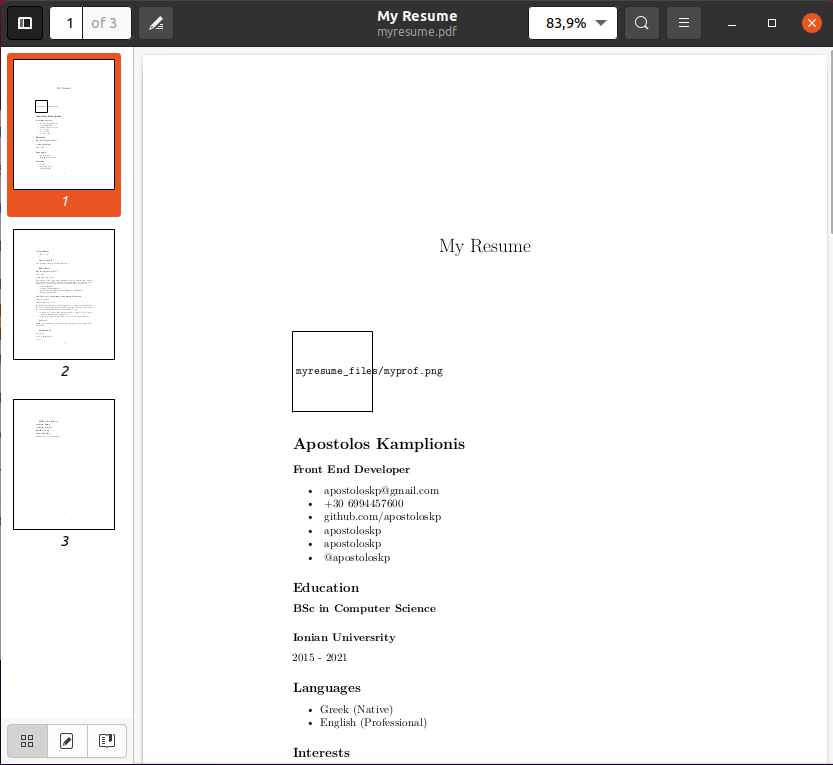 My Resume
myresume.pdf
1 of 3
83,9%
1
2
3
My Resume
myresume_files/myprof.png
Apostolos Kamplionis
Front End Developer
• apostoloskp@gmail.com
• +30 6994457600
• github.com/apostoloskp
• apostoloskp
• apostoloskp
• @apostoloskp
Education
BSc in Computer Science
Ionian Universrity
2015 - 2021
Languages
• Greek (Native)
• English (Professional)
Interests